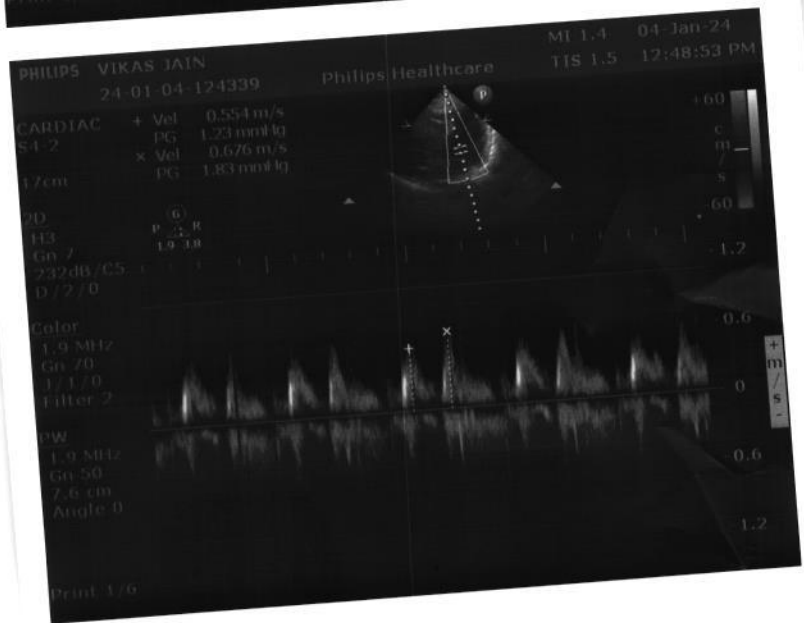 PHILIPS VIKAS JAIN
24-01-04-124339
Philips Healthcare
MI 1.4 04-Jan-24
TIS 1.5 12:48:53 PM
CARDIAC
S4-2
17cm
+ Vel 0.554 m/s
PG 1.23 mmHg
× Vel 0.676 m/s
PG 1.83 mmHg
P
+60
c
m
/
s
-60
2D
H3
Gn 7
232dB/C5
D/2/0
G
P R
1.9 3.8
Color
1.9 MHz
Gn 70
Filter 2
PW
1.9 MHz
Gn 50
7.6 cm
Angle 0
-1.2
0.6
0
-0.6
1.2
+
m
/
s
-
Print 1/6